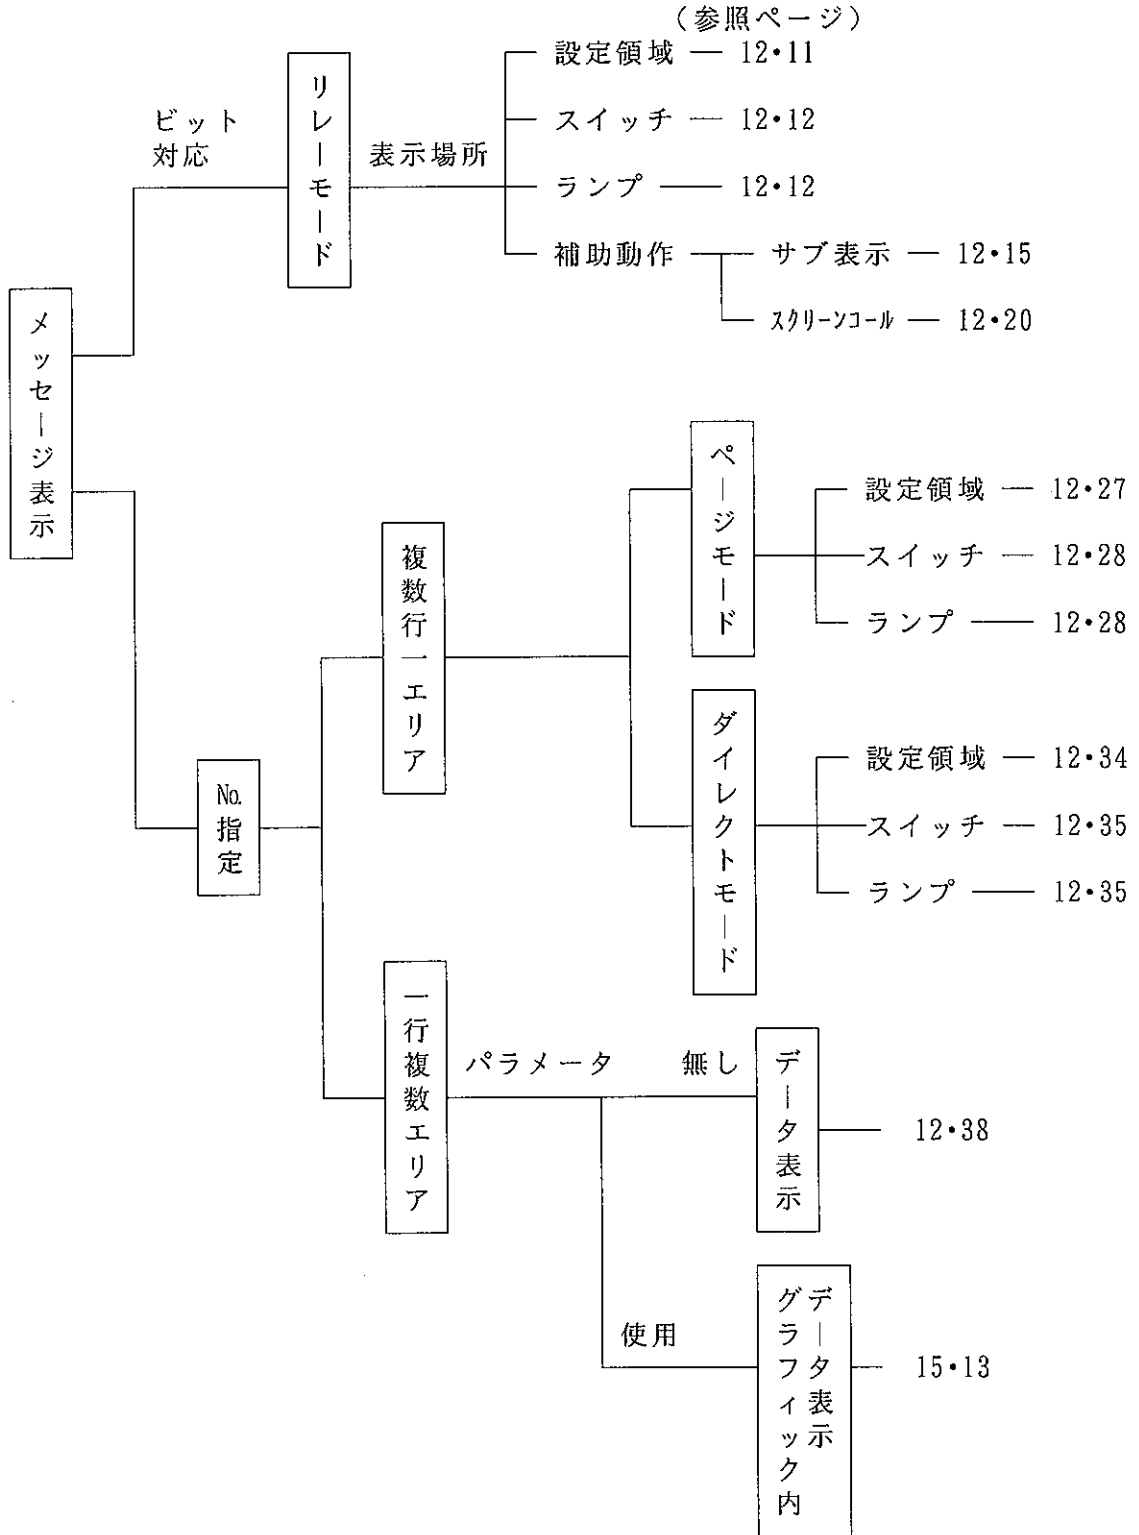 (参照ページ)
設定領域 — 12・11
スイッチ — 12・12
ランプ — 12・12
補助動作
サブ表示 — 12・15
スクリーンコール — 12・20
ビット
対応
リレーモード
表示場所
メッセージ表示
No.指定
複数行一エリア
ページモード
設定領域 — 12・27
スイッチ — 12・28
ランプ — 12・28
ダイレクトモード
設定領域 — 12・34
スイッチ — 12・35
ランプ — 12・35
一行複数エリア
パラメータ
無し
データ表示
12・38
使用
データ表示
グラフィック内
15・13